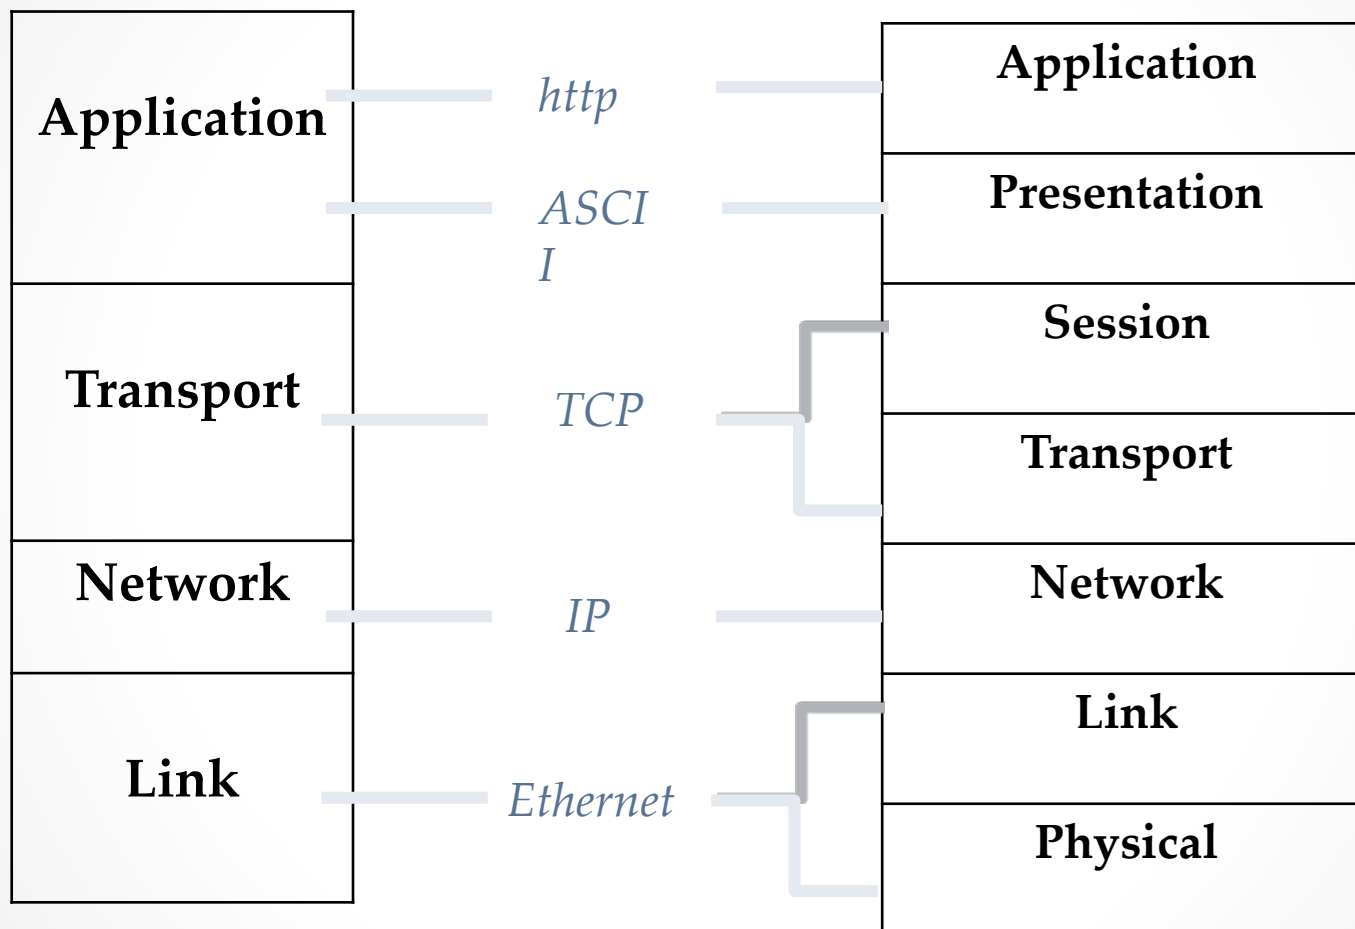 Application
Transport
Network
Link
http
ASCI
I
TCP
IP
Ethernet
Application
Presentation
Session
Transport
Network
Link
Physical